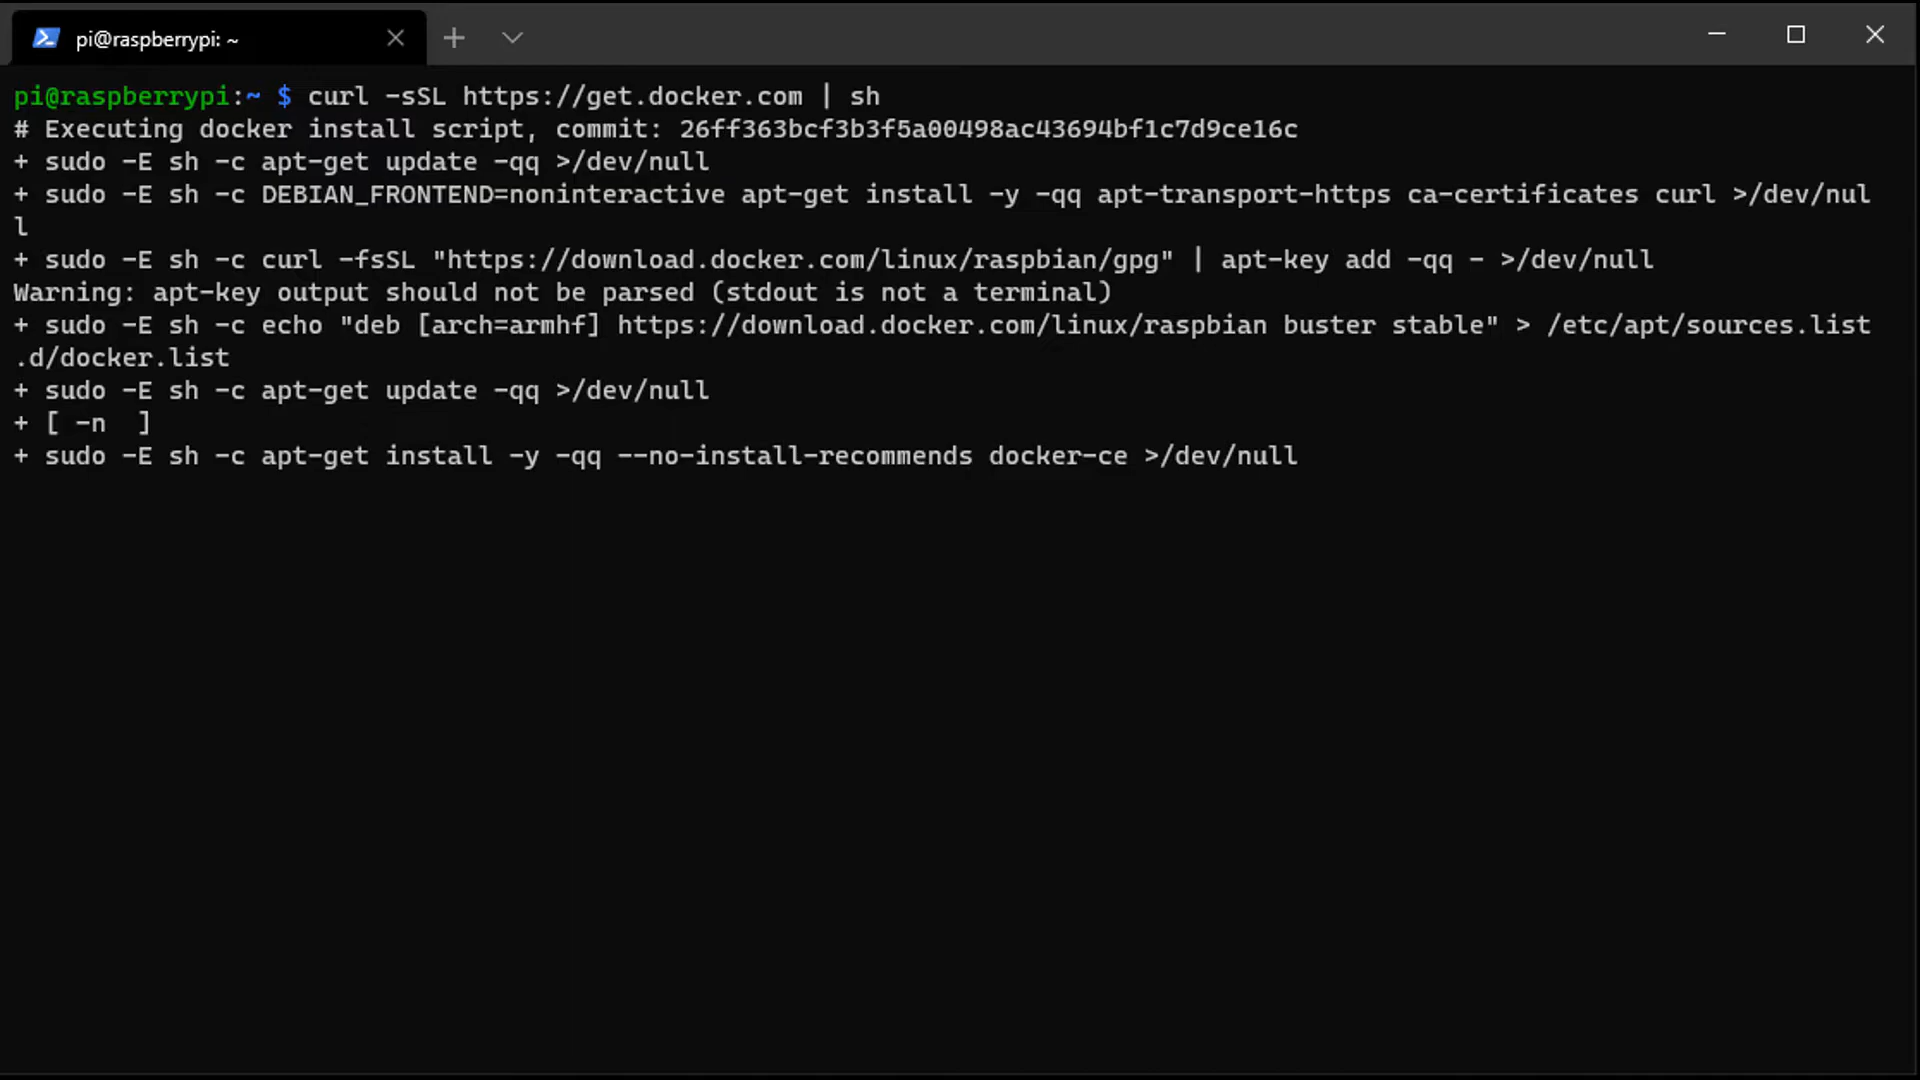 pi@raspberrypi: ~
pi@raspberrypi:~ $ curl -sSL https://get.docker.com | sh
# Executing docker install script, commit: 26ff363bcf3b3f5a00498ac43694bf1c7d9ce16c
+ sudo -E sh -c apt-get update -qq >/dev/null
+ sudo -E sh -c DEBIAN_FRONTEND=noninteractive apt-get install -y -qq apt-transport-https ca-certificates curl >/dev/nul
l
+ sudo -E sh -c curl -fsSL "https://download.docker.com/linux/raspbian/gpg" | apt-key add -qq - >/dev/null
Warning: apt-key output should not be parsed (stdout is not a terminal)
+ sudo -E sh -c echo "deb [arch=armhf] https://download.docker.com/linux/raspbian buster stable" > /etc/apt/sources.list
.d/docker.list
+ sudo -E sh -c apt-get update -qq >/dev/null
+ [ -n  ]
+ sudo -E sh -c apt-get install -y -qq --no-install-recommends docker-ce >/dev/null